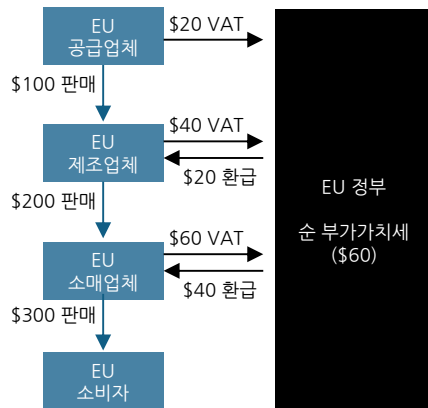 EU
공급업체
$20 VAT
$100 판매
EU
제조업체
$40 VAT
$20 환급
$200 판매
EU
소매업체
$60 VAT
$40 환급
$300 판매
EU
소비자
EU 정부
순 부가가치세
($60)